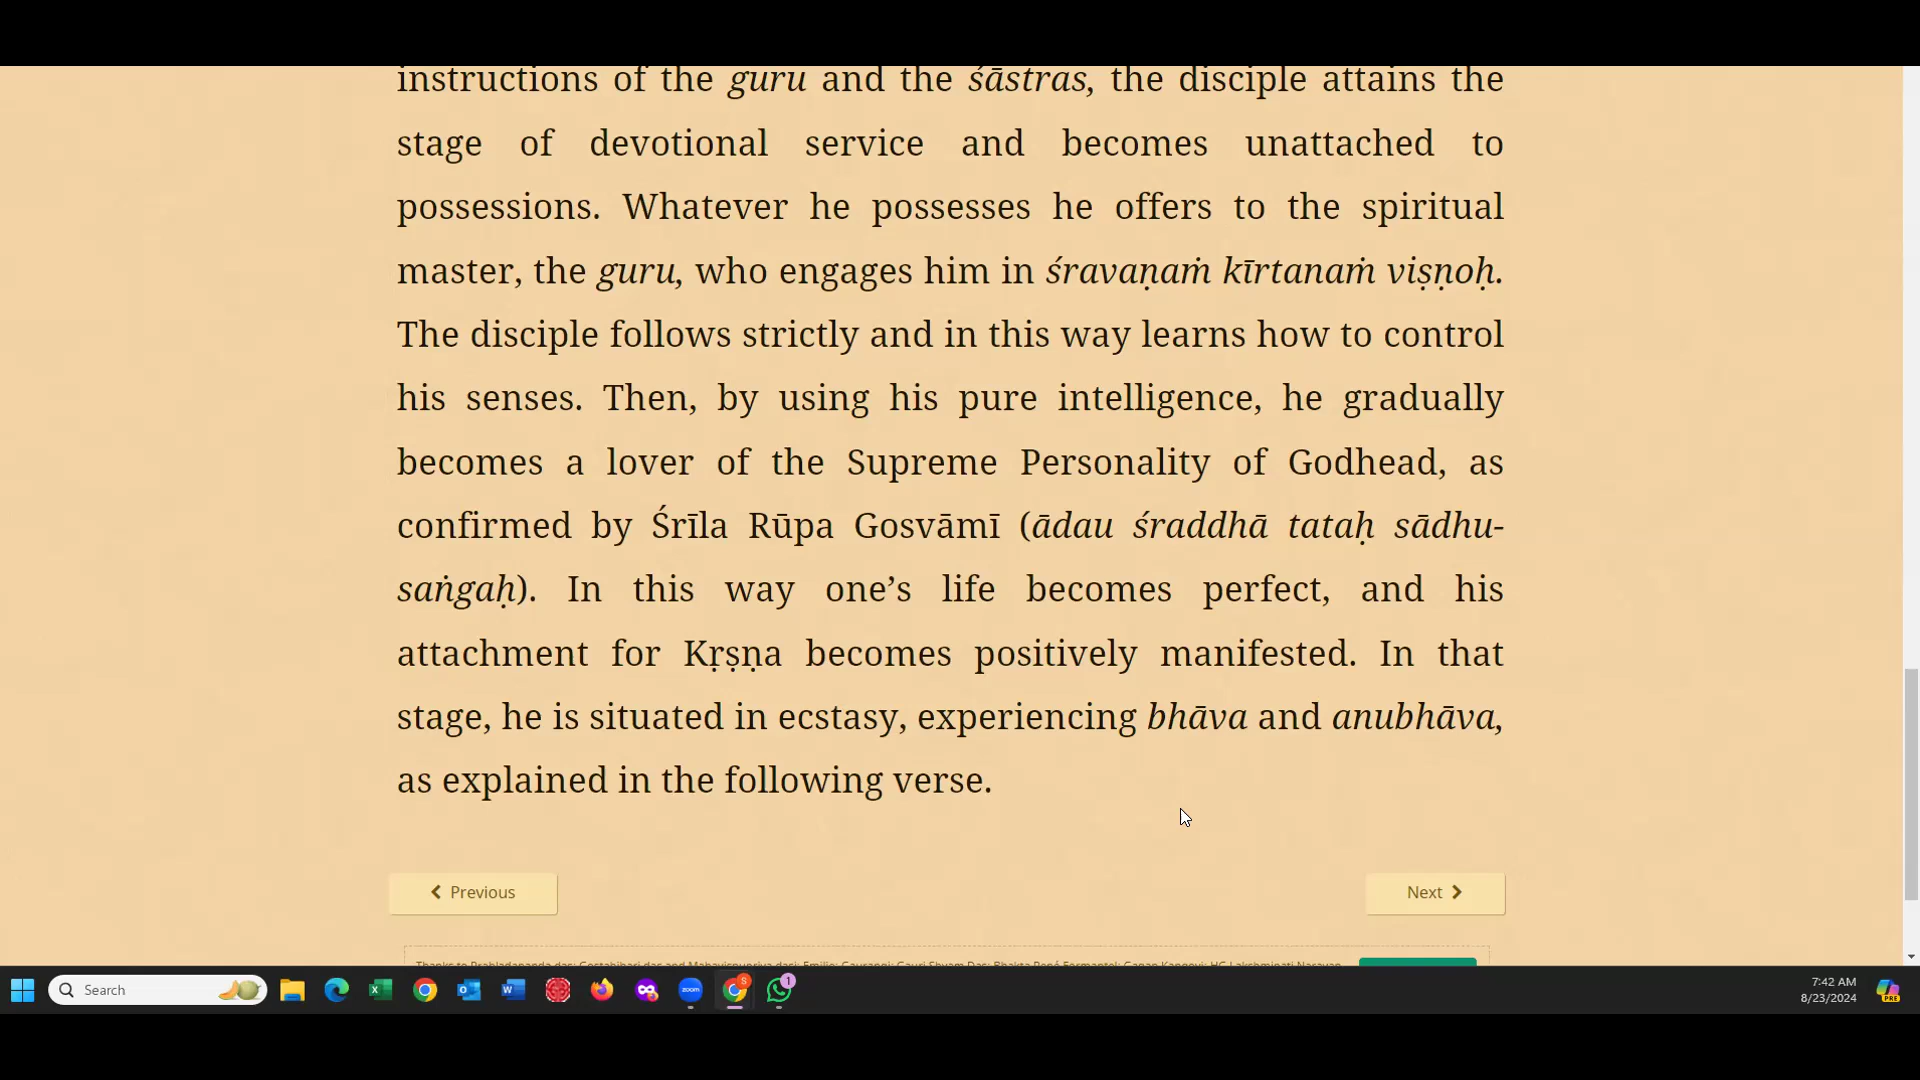 instructions of the guru and the śāstras, the disciple attains the
stage of devotional service and becomes unattached to
possessions. Whatever he possesses he offers to the spiritual
master, the guru, who engages him in śravaṇaṁ kīrtanaṁ viṣṇoḥ.
The disciple follows strictly and in this way learns how to control
his senses. Then, by using his pure intelligence, he gradually
becomes a lover of the Supreme Personality of Godhead, as
confirmed by Śrīla Rūpa Gosvāmī (ādau śraddhā tataḥ sādhu-
saṅgaḥ). In this way one’s life becomes perfect, and his
attachment for Kṛṣṇa becomes positively manifested. In that
stage, he is situated in ecstasy, experiencing bhāva and anubhāva,
as explained in the following verse.
Previous
Next
Search
zoom
S
1
7:42 AM
8/23/2024
PRE